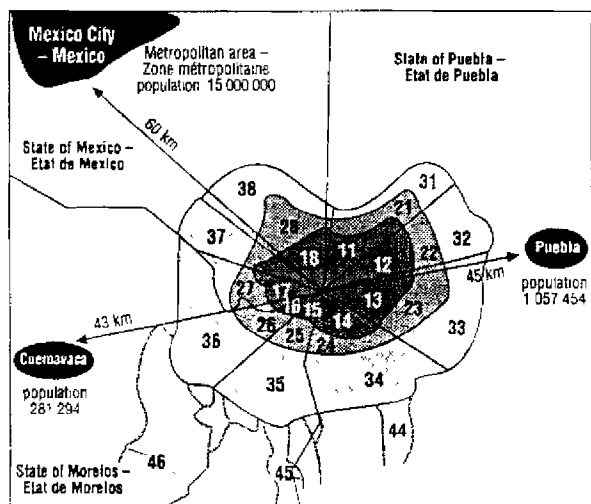 Mexico City
– Mexico
Metropolitan area –
Zone métropolitaine
population 15 000 000
State of Puebla –
Etat de Puebla
60 km
State of Mexico –
Etat de Mexico
38
31
37
28
21
32
18
11
12
22
Puebla
45 km
population
1 057 454
27
17
16
15
13
14
23
33
43 km
26
25
24
36
Cuernavaca
population
281 294
35
34
44
46
45
State of Morelos –
Etat de Morelos